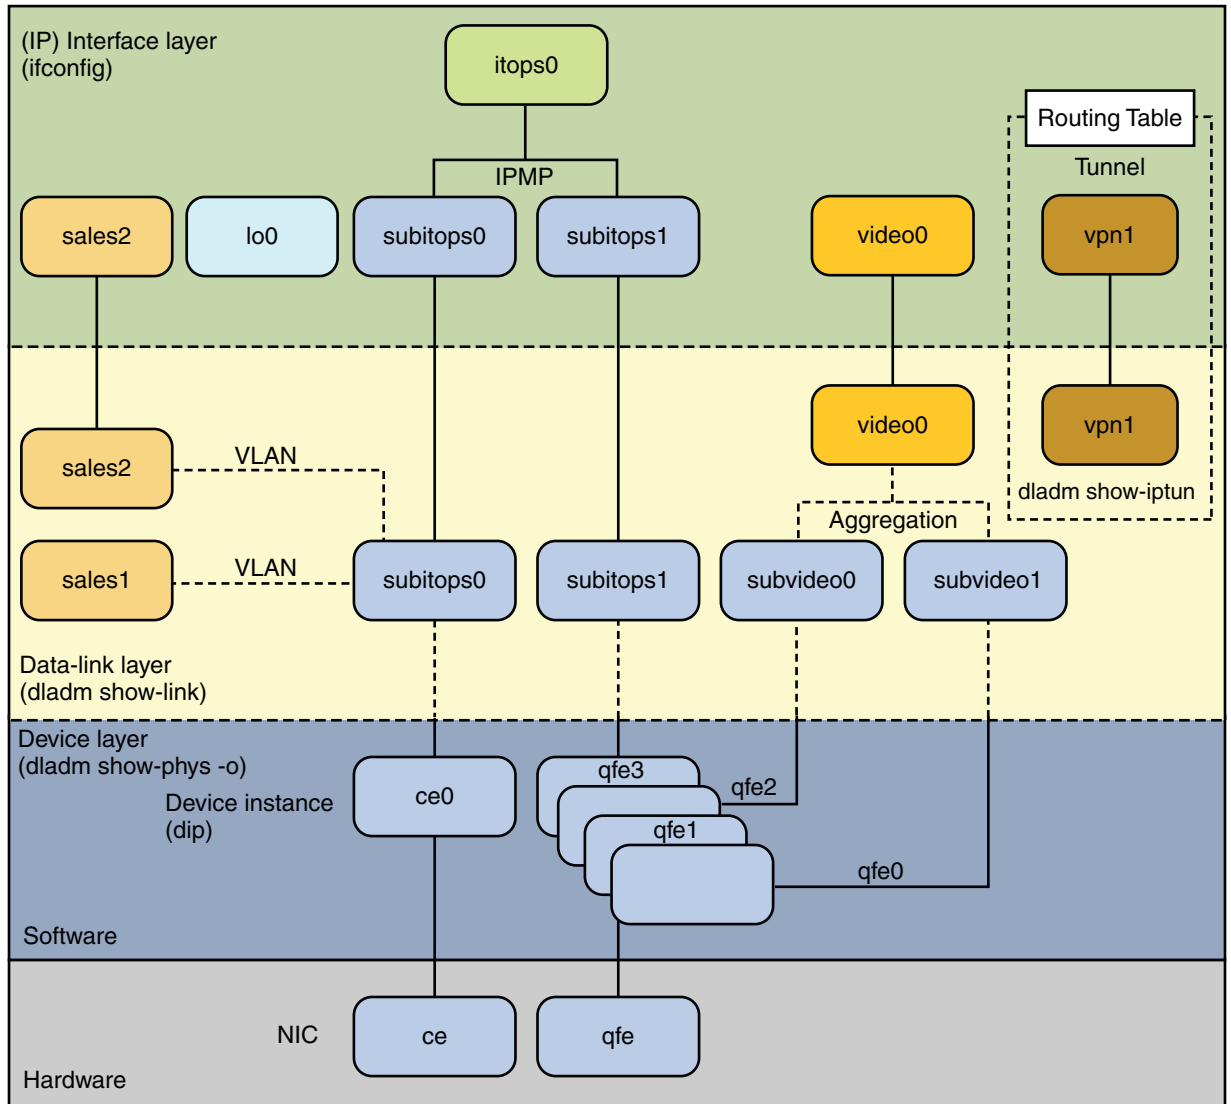 (IP) Interface layer
(ifconfig)
itops0
Routing Table
Tunnel
IPMP
sales2
lo0
subitops0
subitops1
video0
vpn1
video0
vpn1
sales2
VLAN
dladm show-iptun
Aggregation
sales1
VLAN
subitops0
subitops1
subvideo0
subvideo1
Data-link layer
(dladm show-link)
Device layer
(dladm show-phys -o)
Device instance
(dip)
ce0
qfe3
qfe2
qfe1
qfe0
Software
NIC
ce
qfe
Hardware